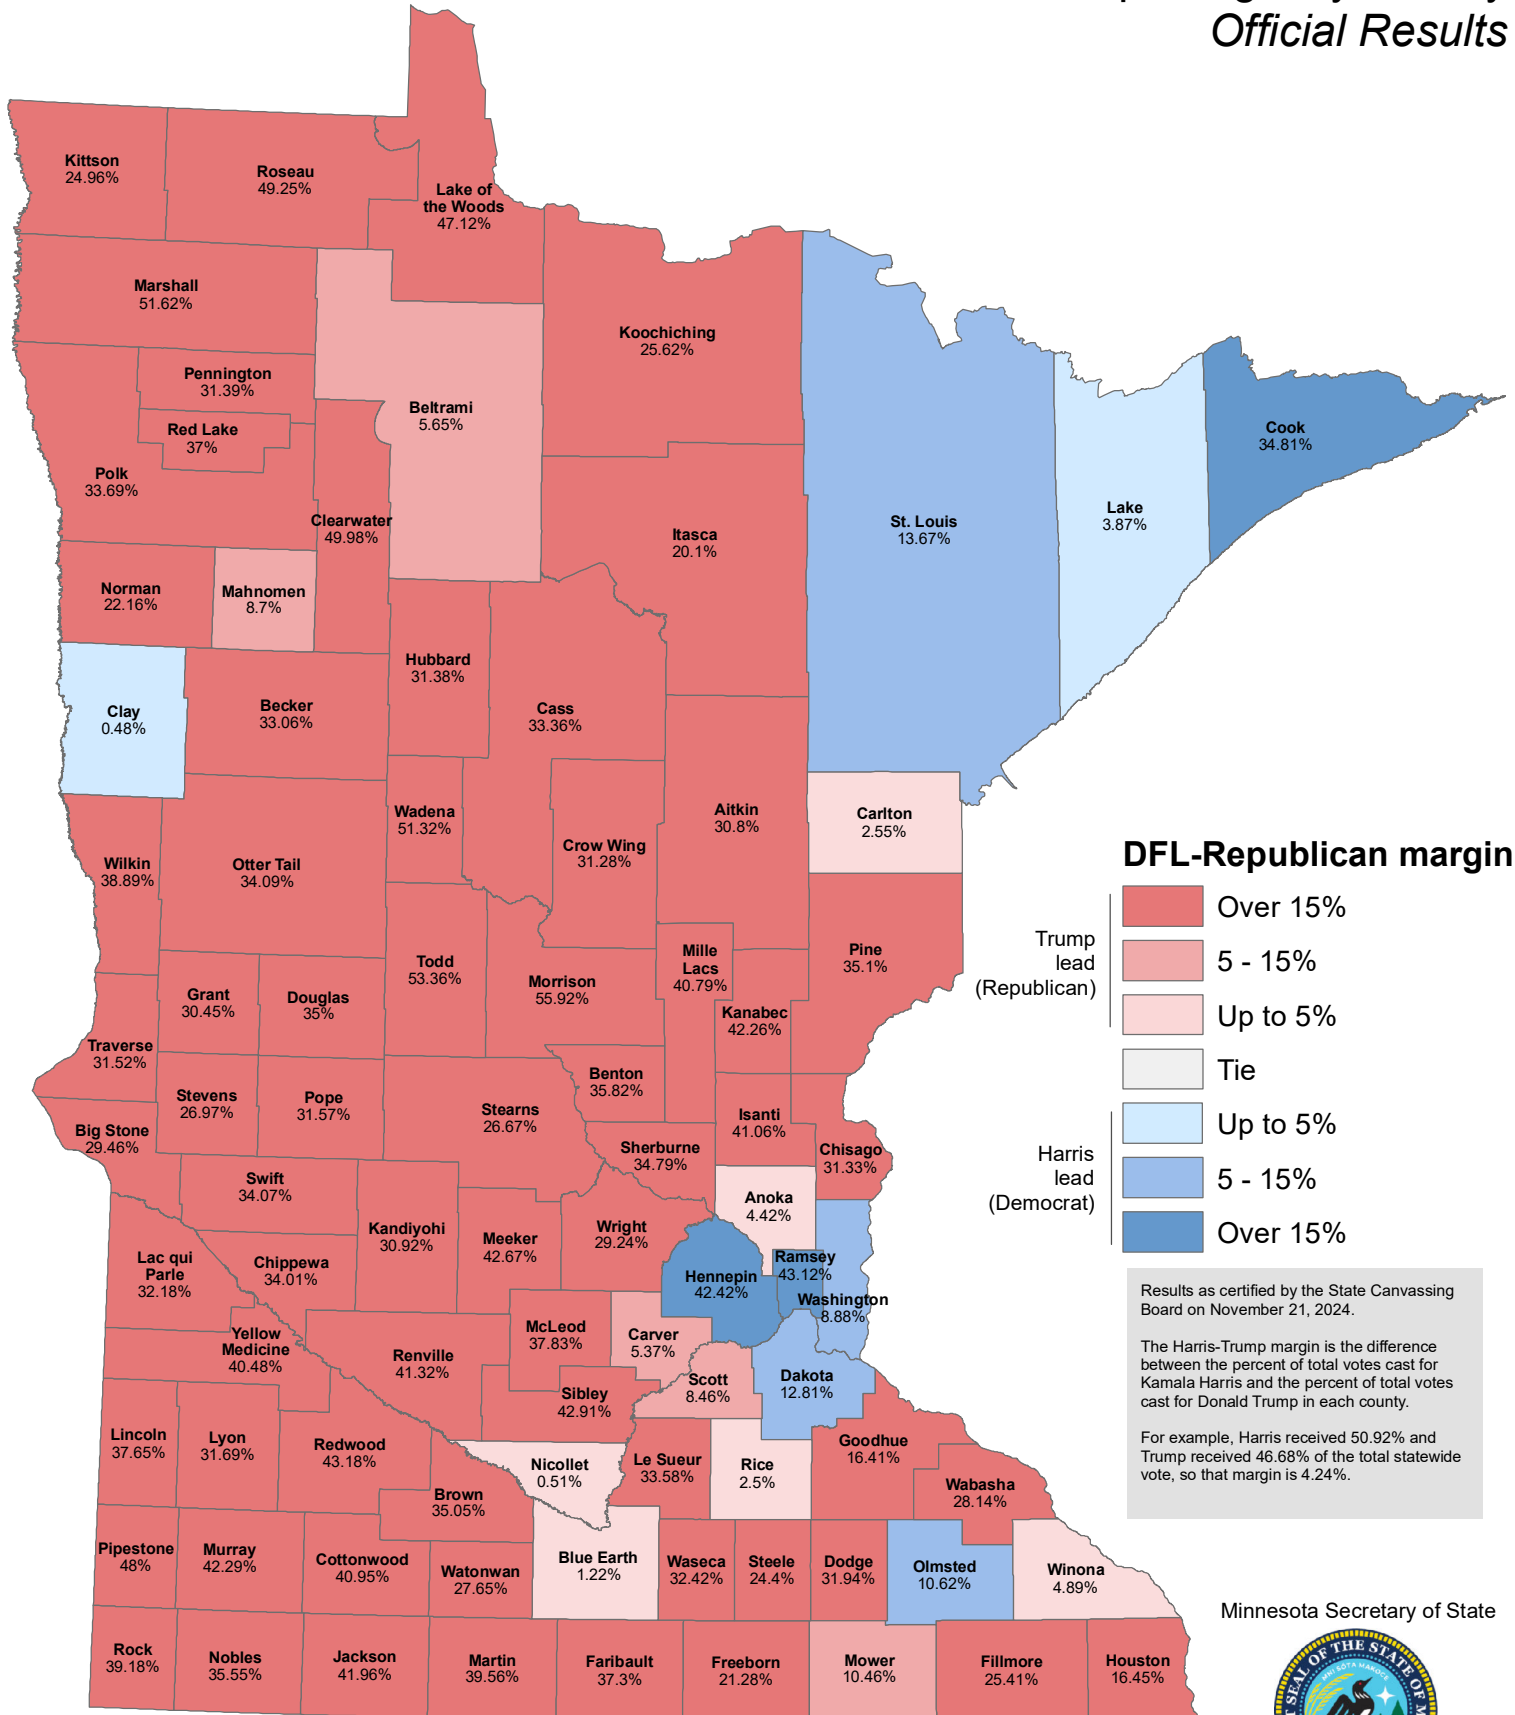 Official Results
Kittson
24.96%
Roseau
49.25%
Lake of
the Woods
47.12%
Marshall
51.62%
Koochiching
25.62%
Pennington
31.39%
Beltrami
5.65%
Red Lake
37%
Polk
33.69%
Clearwater
49.98%
Itasca
20.1%
St. Louis
13.67%
Lake
3.87%
Cook
34.81%
Norman
22.16%
Mahnomen
8.7%
Hubbard
31.38%
Clay
0.48%
Becker
33.06%
Cass
33.36%
Wadena
51.32%
Crow Wing
31.28%
Aitkin
30.8%
Carlton
2.55%
Wilkin
38.89%
Otter Tail
34.09%
Todd
53.36%
Morrison
55.92%
Mille
Lacs
40.79%
Pine
35.1%
Kanabec
42.26%
Grant
30.45%
Douglas
35%
Traverse
31.52%
Stevens
26.97%
Pope
31.57%
Stearns
26.67%
Benton
35.82%
Isanti
41.06%
Chisago
31.33%
Big Stone
29.46%
Sherburne
34.79%
Swift
34.07%
Anoka
4.42%
Kandiyohi
30.92%
Meeker
42.67%
Wright
29.24%
Lac qui
Parle
32.18%
Chippewa
34.01%
Hennepin
42.42%
Ramsey
43.12%
Washington
8.88%
Yellow
Medicine
40.48%
Renville
41.32%
McLeod
37.83%
Carver
5.37%
Scott
8.46%
Dakota
12.81%
Sibley
42.91%
Lincoln
37.65%
Lyon
31.69%
Redwood
43.18%
Nicollet
0.51%
Le Sueur
33.58%
Rice
2.5%
Goodhue
16.41%
Wabasha
28.14%
Brown
35.05%
Pipestone
48%
Murray
42.29%
Cottonwood
40.95%
Watonwan
27.65%
Blue Earth
1.22%
Waseca
32.42%
Steele
24.4%
Dodge
31.94%
Olmsted
10.62%
Winona
4.89%
Rock
39.18%
Nobles
35.55%
Jackson
41.96%
Martin
39.56%
Faribault
37.3%
Freeborn
21.28%
Mower
10.46%
Fillmore
25.41%
Houston
16.45%
DFL-Republican margin
Trump
lead
(Republican)
Over 15%
5 - 15%
Up to 5%
Tie
Harris
lead
(Democrat)
Up to 5%
5 - 15%
Over 15%
Results as certified by the State Canvassing
Board on November 21, 2024.
The Harris-Trump margin is the difference
between the percent of total votes cast for
Kamala Harris and the percent of total votes
cast for Donald Trump in each county.
For example, Harris received 50.92% and
Trump received 46.68% of the total statewide
vote, so that margin is 4.24%.
Minnesota Secretary of State
SEAL OF THE STATE OF
MNI SÓTA MAKOCE